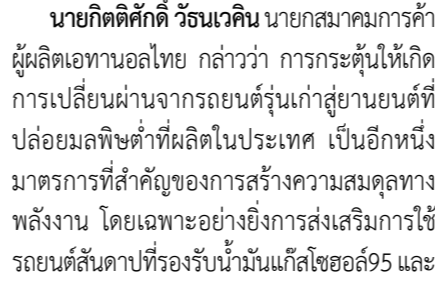 นายกิตติศักดิ์ วัธนเวคิน นายกสมาคมการค้า
ผู้ผลิตเอทานอลไทย กล่าวว่า การกระตุ้นให้เกิด
การเปลี่ยนผ่านจากรถยนต์รุ่นเก่าสู่ยานยนต์ที่
ปล่อยมลพิษต่ำที่ผลิตในประเทศ เป็นอีกหนึ่ง
มาตรการที่สำคัญของการสร้างความสมดุลทาง
พลังงาน โดยเฉพาะอย่างยิ่งการส่งเสริมการใช้
รถยนต์สันดาปที่รองรับน้ำมันแก๊สโซฮอล์95 และ